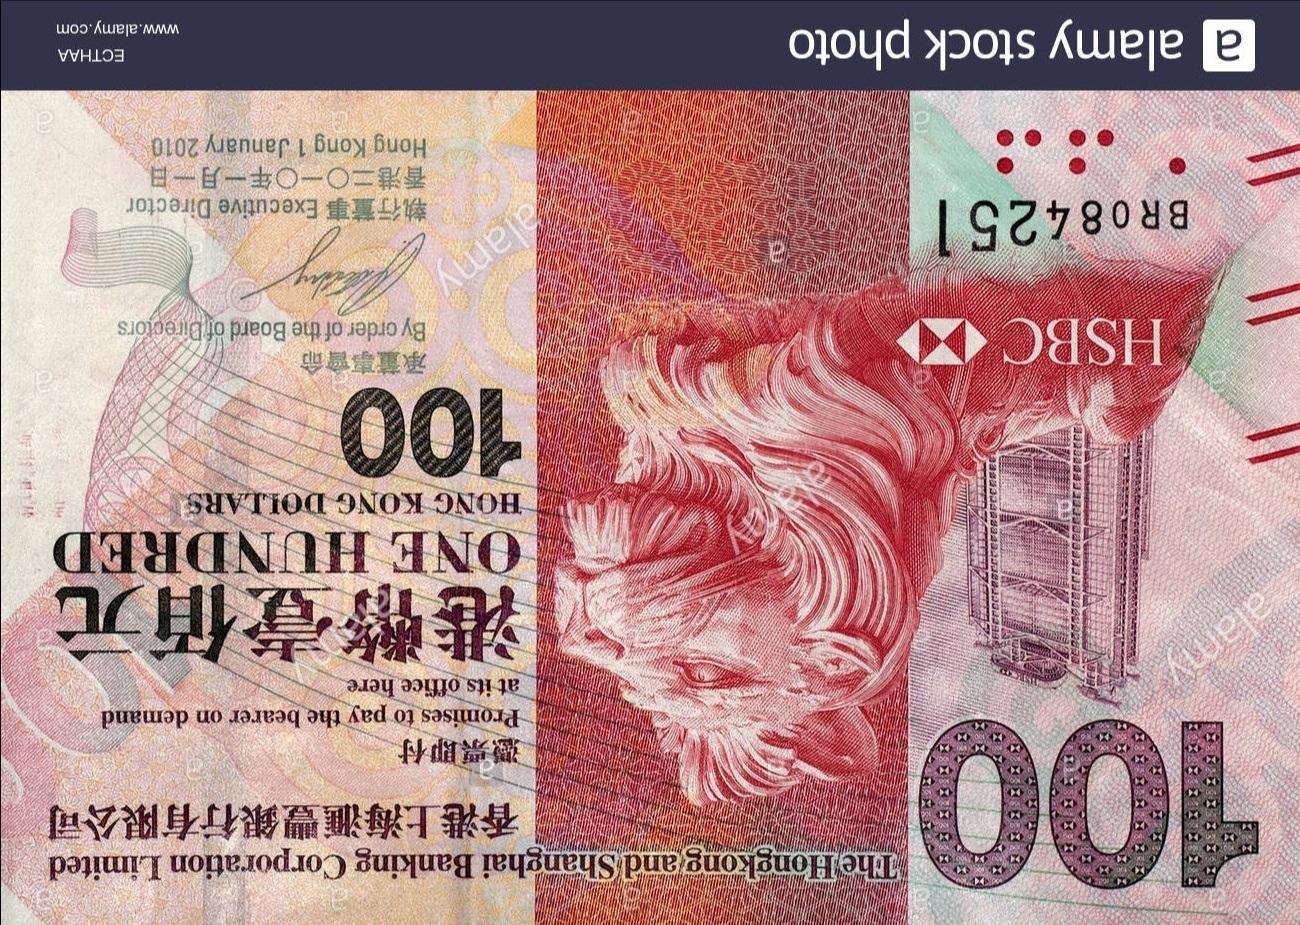 The Hongkong and Shanghai Banking Corporation Limited
香港上海滙豐銀行有限公司
憑票即付
Promises to pay the bearer on demand
at its office here
港幣壹佰元
ONE HUNDRED
HONG KONG DOLLARS
100
承董事會命
By order of the Board of Directors
執行董事 Executive Director
香港二〇一〇年一月一日
Hong Kong 1 January 2010
100
HSBC
BR084251
a alamy stock photo
ECTHAA
www.alamy.com